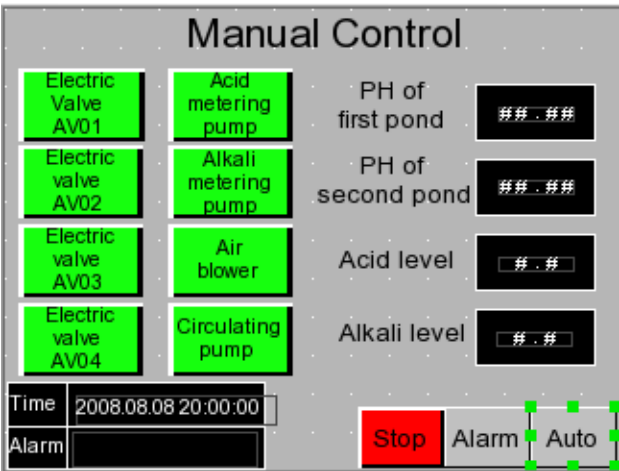 Manual Control
Electric
Valve
AV01
Acid
metering
pump
PH of
first pond
##.##
Electric
valve
AV02
Alkali
metering
pump
PH of
second pond
##.##
Electric
valve
AV03
Air
blower
Acid level
#.#
Electric
valve
AV04
Circulating
pump
Alkali level
#.#
Time
2008.08.08 20:00:00
Alarm
Stop
Alarm
Auto